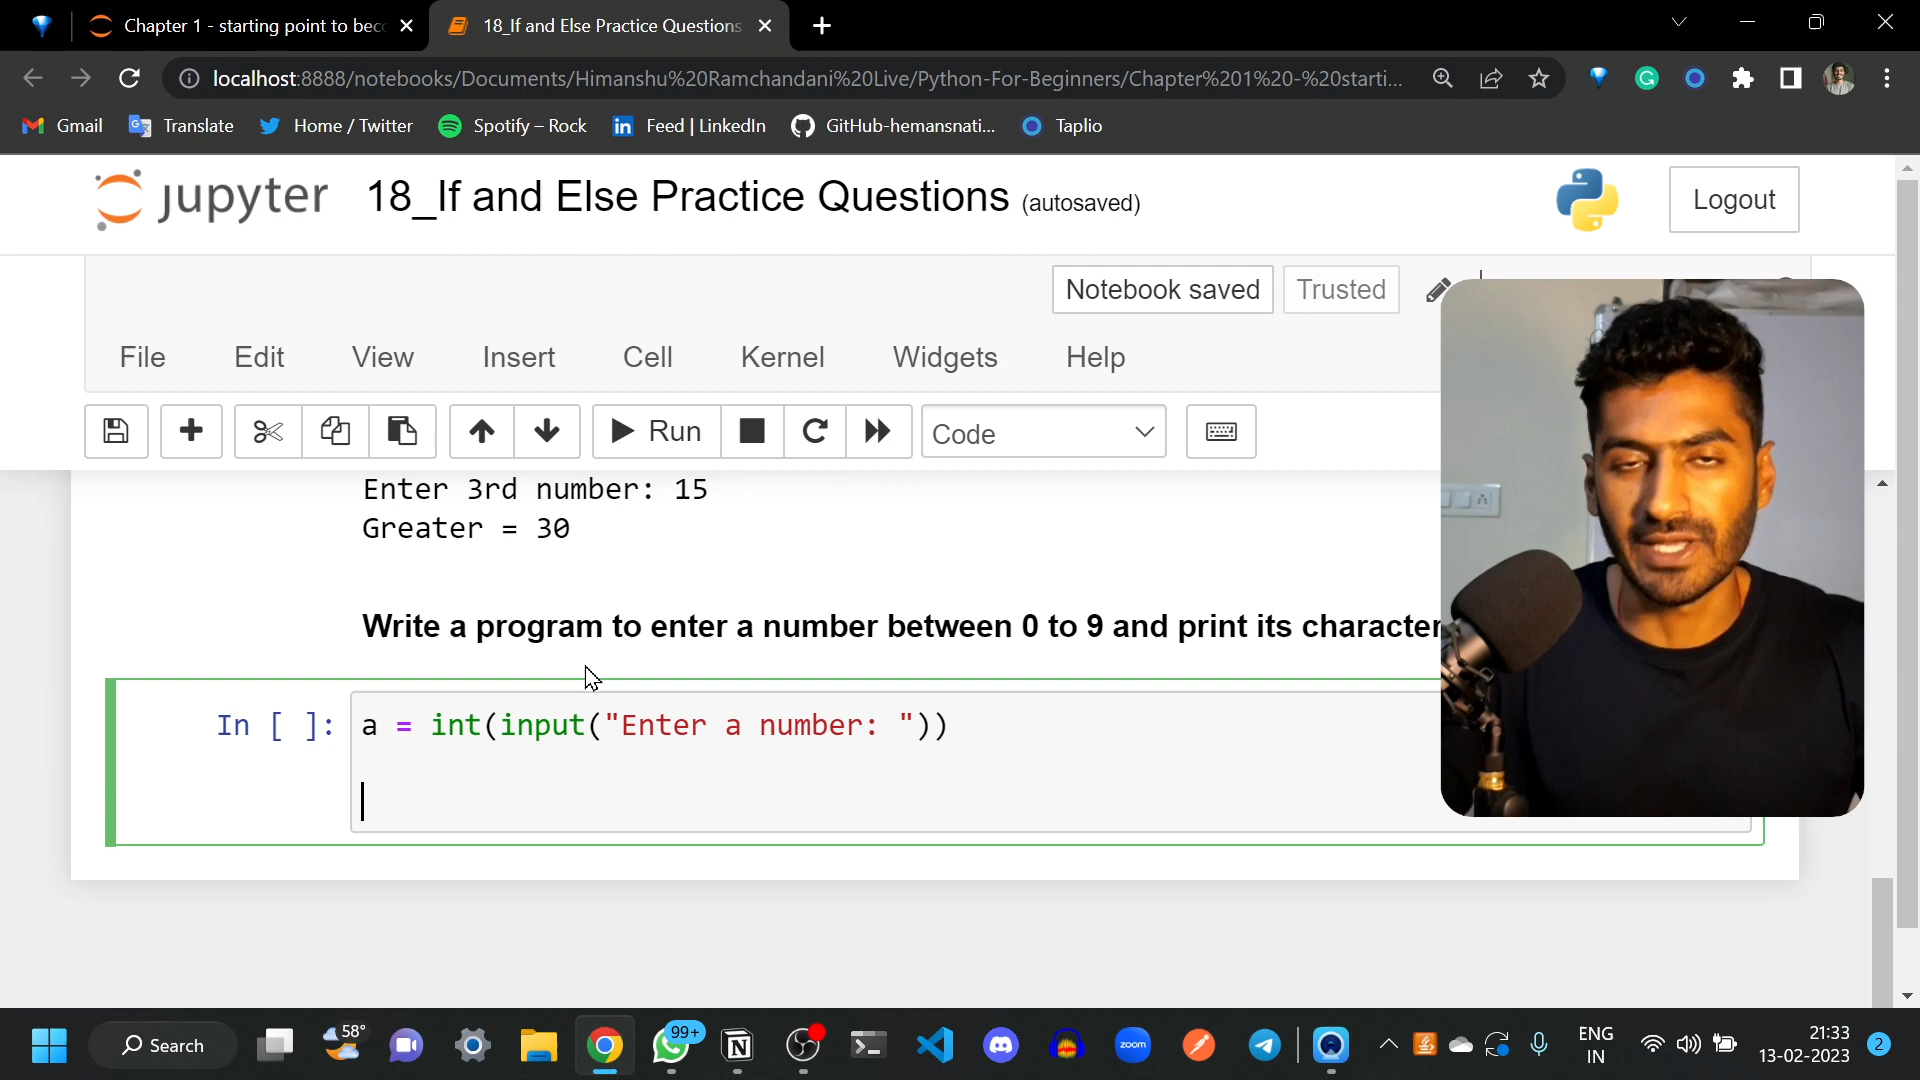 Chapter 1 - starting point to bec
18_If and Else Practice Questions
localhost:8888/notebooks/Documents/Himanshu%20Ramchandani%20Live/Python-For-Beginners/Chapter%201%20-%20starti...
Gmail
Translate
Home / Twitter
Spotify – Rock
Feed | LinkedIn
GitHub-hemansnati...
Taplio
jupyter 18_If and Else Practice Questions (autosaved)
Logout
Notebook saved
Trusted
File Edit View Insert Cell Kernel Widgets Help
Run
Code
Enter 3rd number: 15
Greater = 30
Write a program to enter a number between 0 to 9 and print its character
In [ ]: a = int(input("Enter a number: "))
Search
58°
99+
zoom
ENG
IN
21:33
13-02-2023
2